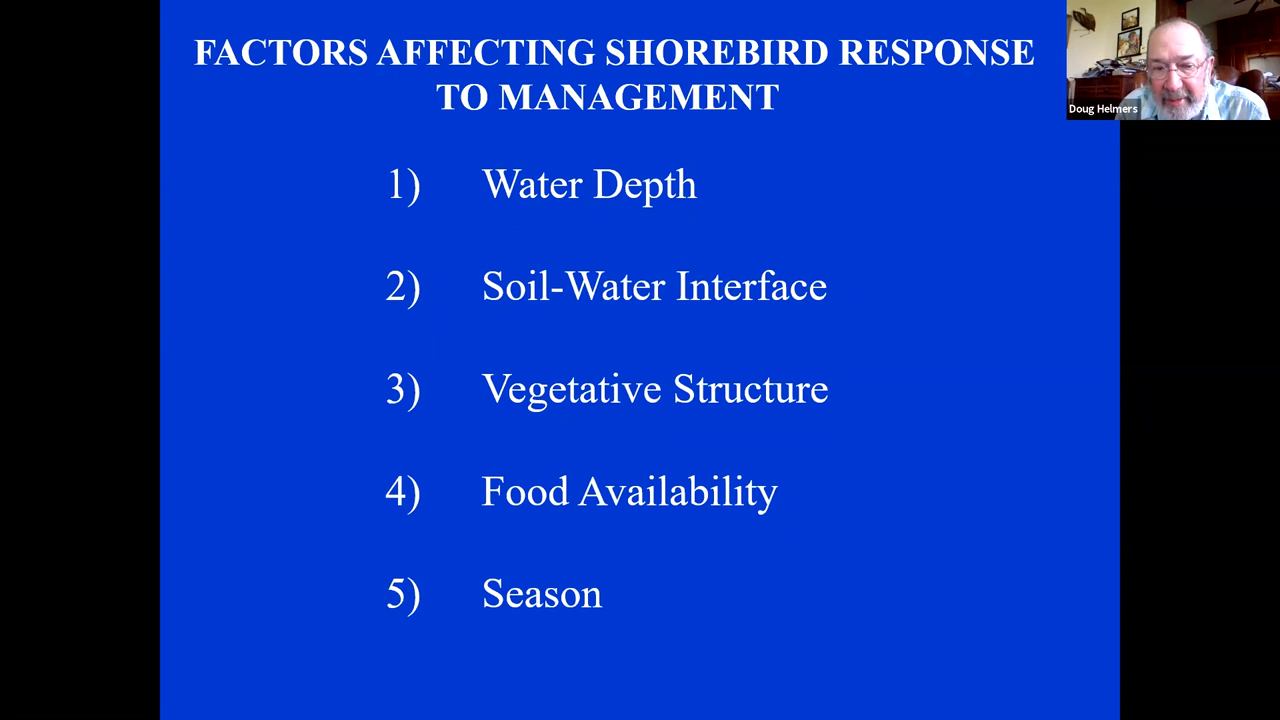 FACTORS AFFECTING SHOREBIRD RESPONSE
TO MANAGEMENT
Doug Helmers
1) Water Depth
2) Soil-Water Interface
3) Vegetative Structure
4) Food Availability
5) Season